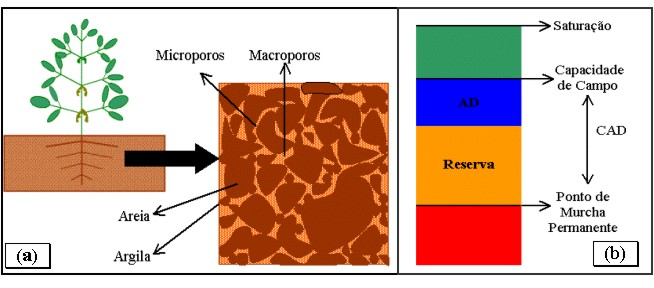 Microporos
Macroporos
Areia
Argila
(a)
Saturação
Capacidade
de Campo
AD
CAD
Reserva
Ponto de
Murcha
Permanente
(b)